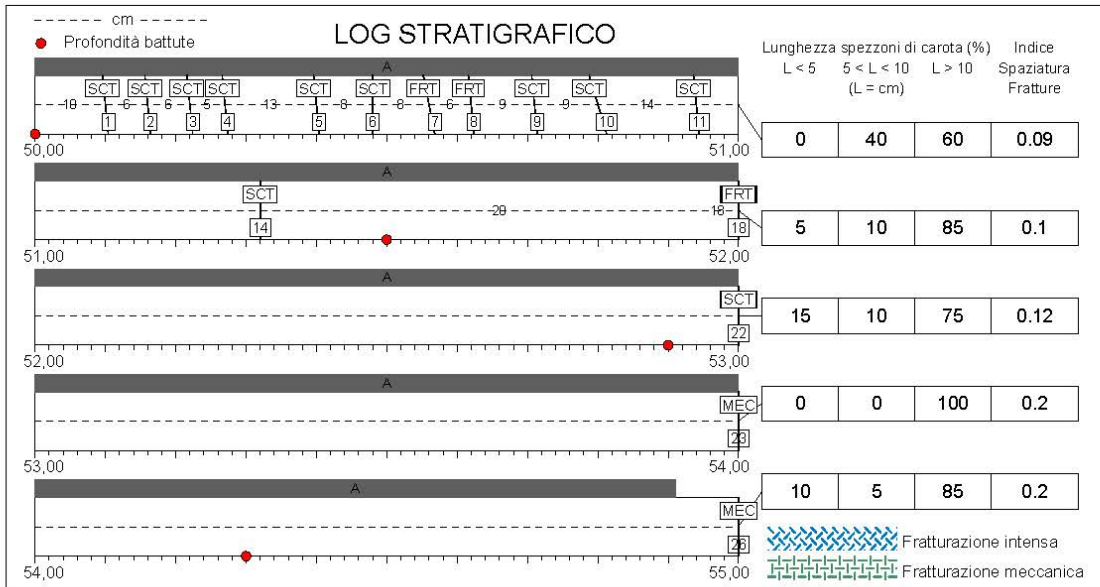 cm
Profondità battute
LOG STRATIGRAFICO
Lunghezza spezzoni di carota (%)
L < 5
5 < L < 10
L > 10
(L = cm)
Indice
Spaziatura
Fratture
A
SCT SCT SCT SCT SCT SCT FRT FRT SCT SCT SCT
10 6 6 5 13 8 8 6 9 9 14
1 2 3 4 5 6 7 8 9 10 11
50,00 51,00
0 40 60 0.09
A
SCT FRT
20 18
14 18
51,00 52,00
5 10 85 0.1
A
SCT
22
52,00 53,00
15 10 75 0.12
A
MEC
23
53,00 54,00
0 0 100 0.2
A
MEC
26
54,00 55,00
10 5 85 0.2
Fratturazione intensa
Fratturazione meccanica